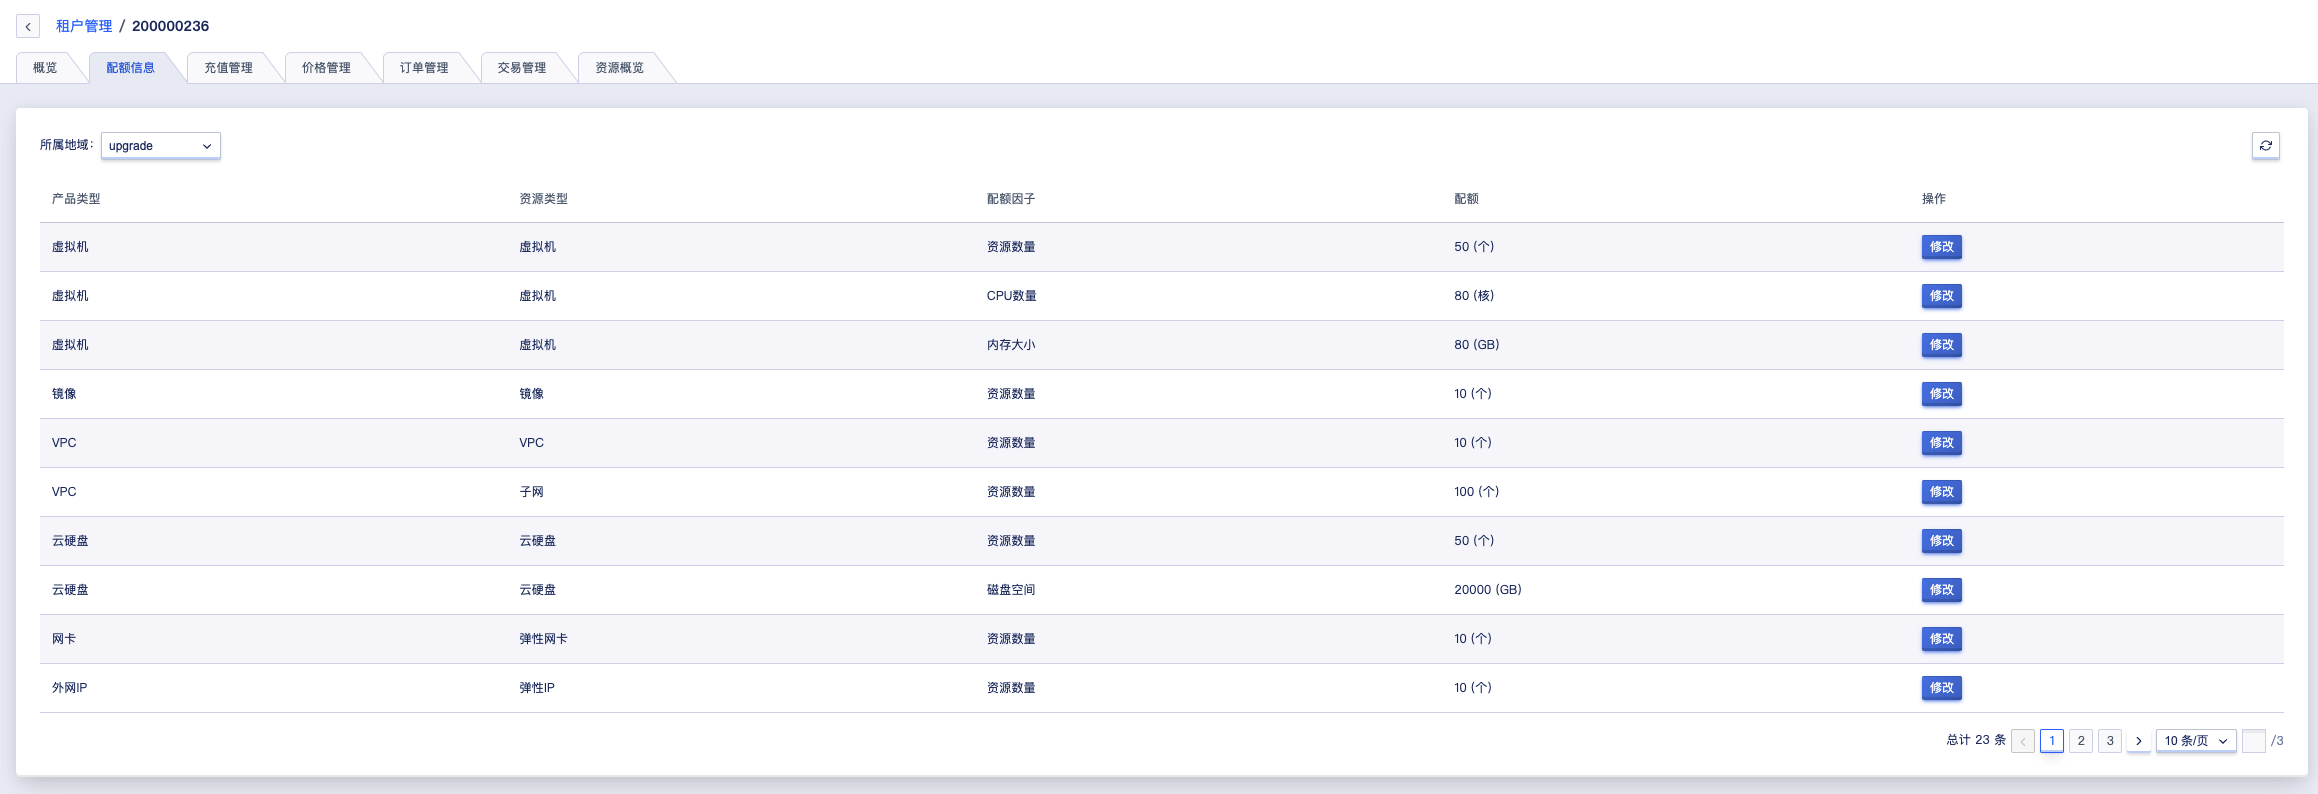 租户管理 / 200000236
概览 配额信息 充值管理 价格管理 订单管理 交易管理 资源概览
所属地域: upgrade
产品类型 资源类型 配额因子 配额 操作
虚拟机 虚拟机 资源数量 50 (个) 修改
虚拟机 虚拟机 CPU数量 80 (核) 修改
虚拟机 虚拟机 内存大小 80 (GB) 修改
镜像 镜像 资源数量 10 (个) 修改
VPC VPC 资源数量 10 (个) 修改
VPC 子网 资源数量 100 (个) 修改
云硬盘 云硬盘 资源数量 50 (个) 修改
云硬盘 云硬盘 磁盘空间 20000 (GB) 修改
网卡 弹性网卡 资源数量 10 (个) 修改
外网IP 弹性IP 资源数量 10 (个) 修改
总计 23 条 1 2 3 10 条/页 /3